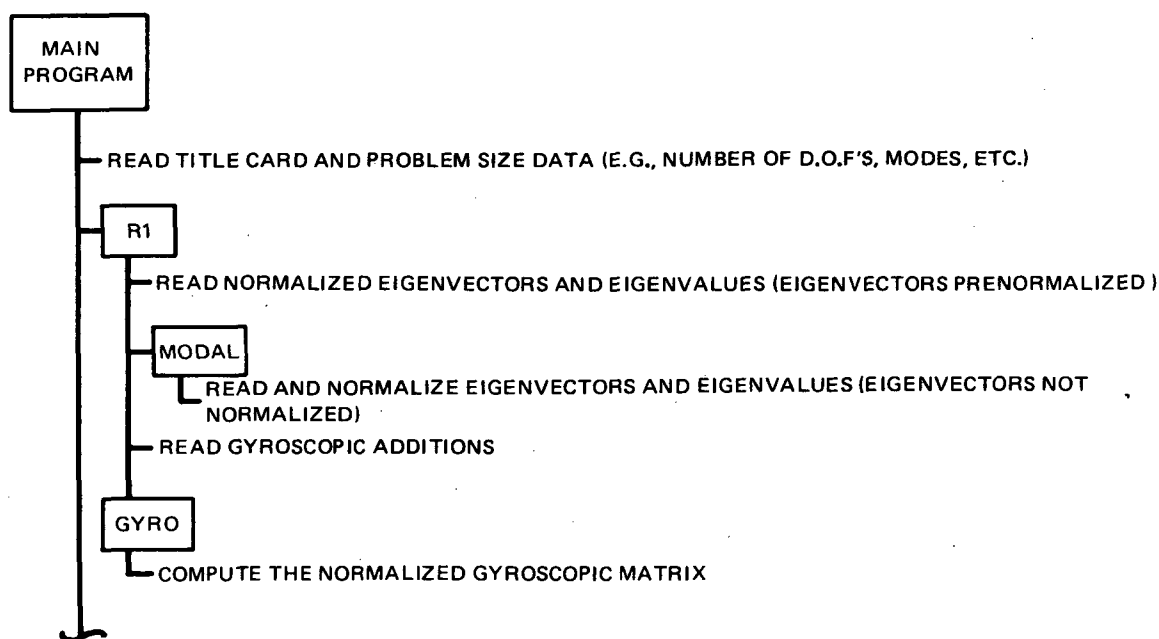 MAIN
PROGRAM
READ TITLE CARD AND PROBLEM SIZE DATA (E.G., NUMBER OF D.O.F'S, MODES, ETC.)
R1
READ NORMALIZED EIGENVECTORS AND EIGENVALUES (EIGENVECTORS PRENORMALIZED )
MODAL
READ AND NORMALIZE EIGENVECTORS AND EIGENVALUES (EIGENVECTORS NOT
NORMALIZED)
READ GYROSCOPIC ADDITIONS
GYRO
COMPUTE THE NORMALIZED GYROSCOPIC MATRIX